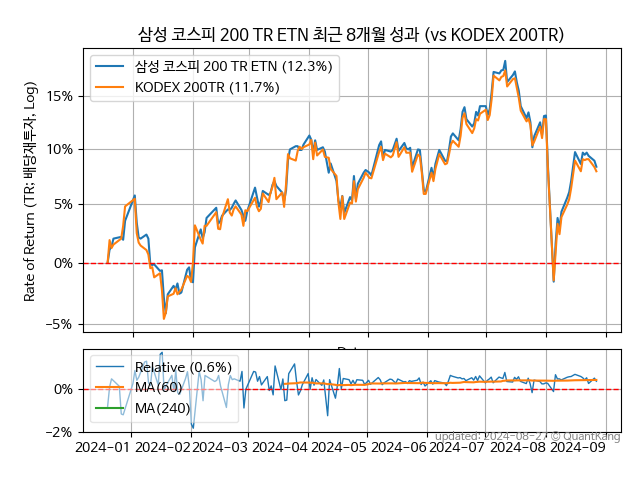 삼성 코스피 200 TR ETN 최근 8개월 성과 (vs KODEX 200TR)
Rate of Return (TR: 배당재투자, Log)
삼성 코스피 200 TR ETN (12.3%)
KODEX 200TR (11.7%)
15%
10%
5%
0%
−5%
Relative (0.6%)
MA(60)
MA(240)
0%
−2%
2024−01 2024−02 2024−03 2024−04 2024−05 2024−06 2024−07 2024−08 2024−09
updated: 2024-08-27 © QuantKang